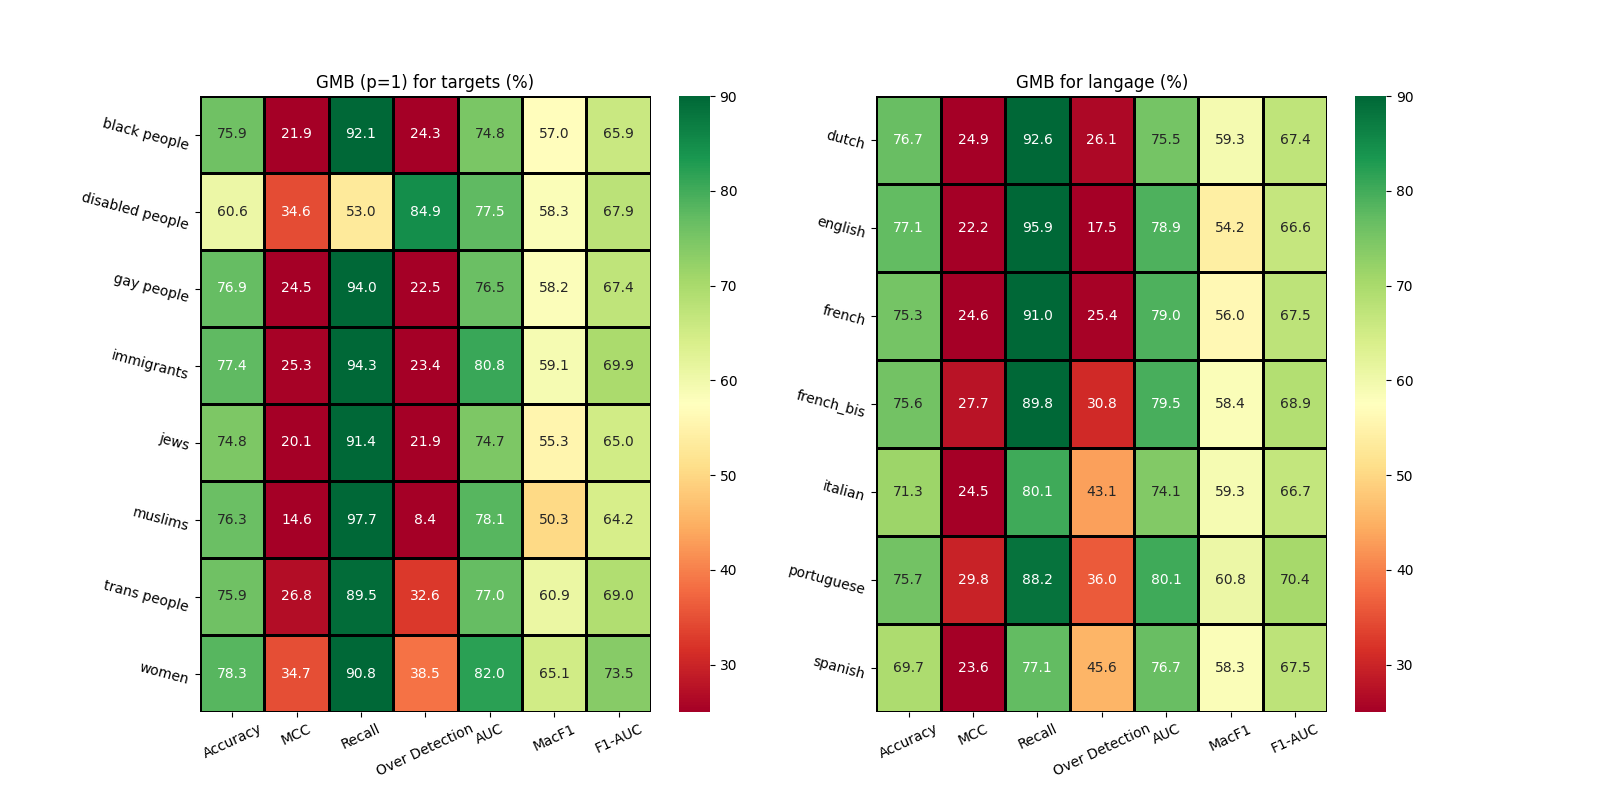 GMB (p=1) for targets (%)
black people 75.9 21.9 92.1 24.3 74.8 57.0 65.9
disabled people 60.6 34.6 53.0 84.9 77.5 58.3 67.9
gay people 76.9 24.5 94.0 22.5 76.5 58.2 67.4
immigrants 77.4 25.3 94.3 23.4 80.8 59.1 69.9
jews 74.8 20.1 91.4 21.9 74.7 55.3 65.0
muslims 76.3 14.6 97.7 8.4 78.1 50.3 64.2
trans people 75.9 26.8 89.5 32.6 77.0 60.9 69.0
women 78.3 34.7 90.8 38.5 82.0 65.1 73.5
Accuracy MCC Recall Over Detection AUC MacF1 F1-AUC
90
80
70
60
50
40
30
GMB for langage (%)
dutch 76.7 24.9 92.6 26.1 75.5 59.3 67.4
english 77.1 22.2 95.9 17.5 78.9 54.2 66.6
french 75.3 24.6 91.0 25.4 79.0 56.0 67.5
french_bis 75.6 27.7 89.8 30.8 79.5 58.4 68.9
italian 71.3 24.5 80.1 43.1 74.1 59.3 66.7
portuguese 75.7 29.8 88.2 36.0 80.1 60.8 70.4
spanish 69.7 23.6 77.1 45.6 76.7 58.3 67.5
Accuracy MCC Recall Over Detection AUC MacF1 F1-AUC
90
80
70
60
50
40
30